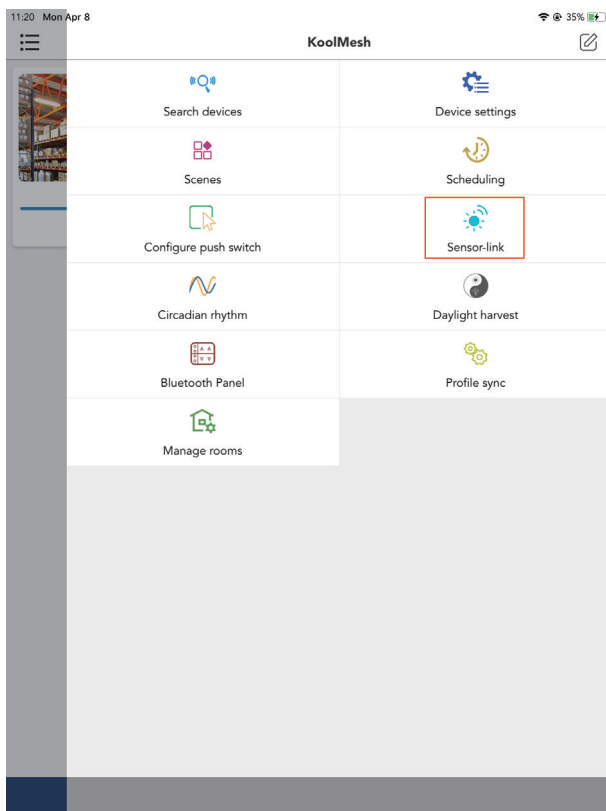 11:20 Mon Apr 8
35%
KoolMesh
Search devices
Device settings
Scenes
Scheduling
Configure push switch
Sensor-link
Circadian rhythm
Daylight harvest
Bluetooth Panel
Profile sync
Manage rooms